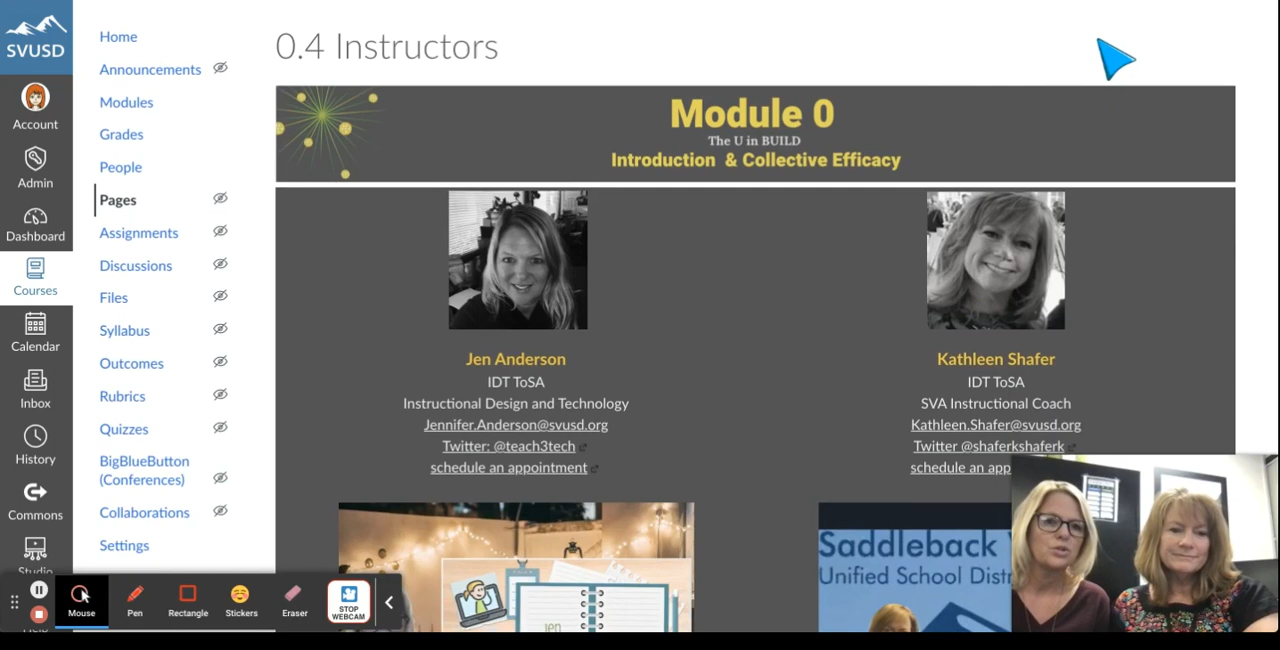 SVUSD
Account
Admin
Dashboard
Courses
Calendar
Inbox
History
Commons
Studio
Home
Announcements
Modules
Grades
People
Pages
Assignments
Discussions
Files
Syllabus
Outcomes
Rubrics
Quizzes
BigBlueButton
(Conferences)
Collaborations
Settings
0.4 Instructors
Module 0
The U in BUILD
Introduction & Collective Efficacy
Jen Anderson
IDT ToSA
Instructional Design and Technology
Jennifer.Anderson@svusd.org
Twitter: @teach3tech
schedule an appointment
Kathleen Shafer
IDT ToSA
SVA Instructional Coach
Kathleen.Shafer@svusd.org
Twitter @shaferkshaferk
schedule an app
jen
Saddleback
Unified School Distr
Mouse
Pen
Rectangle
Stickers
Eraser
STOP
WEBCAM